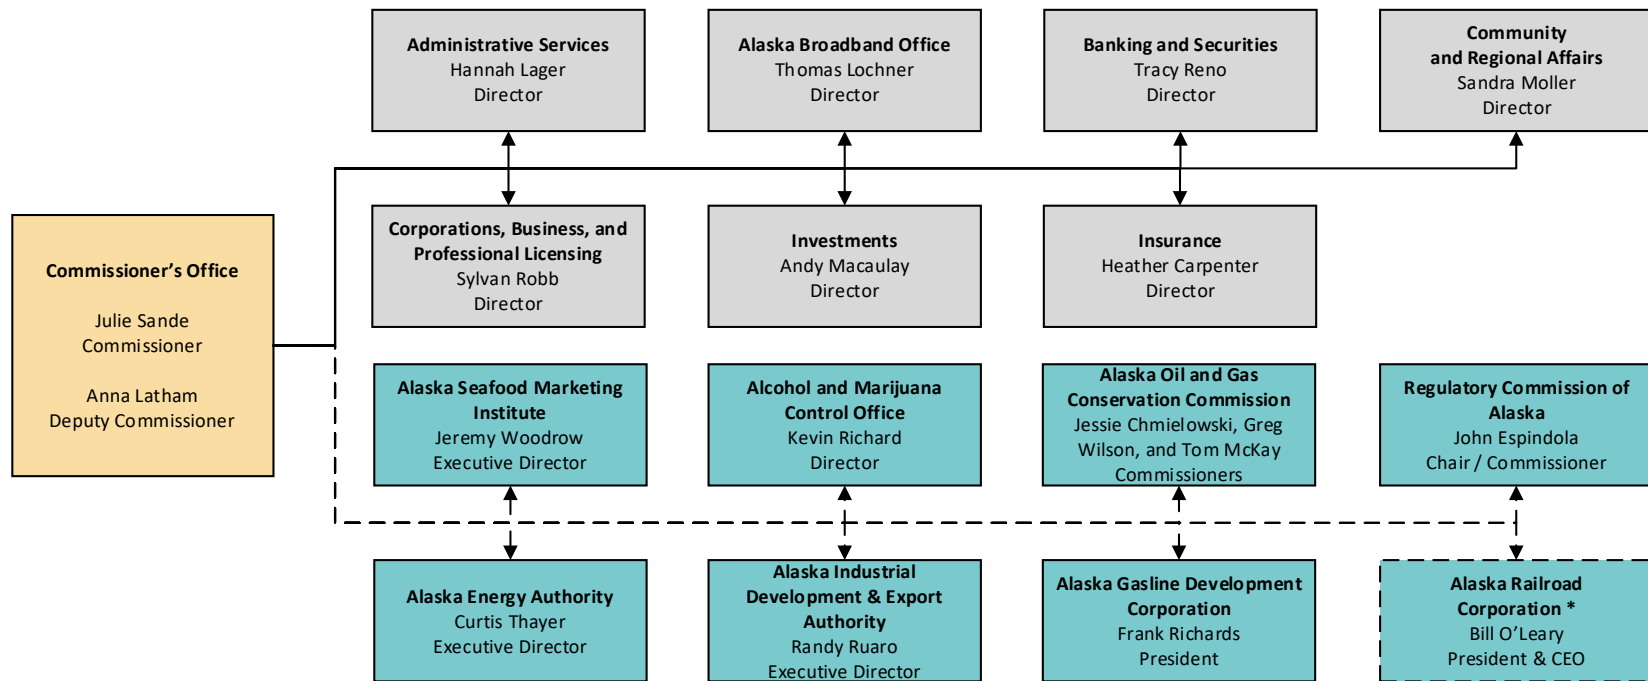 Administrative Services
Hannah Lager
Director
Alaska Broadband Office
Thomas Lochner
Director
Banking and Securities
Tracy Reno
Director
Community
and Regional Affairs
Sandra Moller
Director
Commissioner’s Office
Julie Sande
Commissioner
Anna Latham
Deputy Commissioner
Corporations, Business, and
Professional Licensing
Sylvan Robb
Director
Investments
Andy Macaulay
Director
Insurance
Heather Carpenter
Director
Alaska Seafood Marketing
Institute
Jeremy Woodrow
Executive Director
Alcohol and Marijuana
Control Office
Kevin Richard
Director
Alaska Oil and Gas
Conservation Commission
Jessie Chmielowski, Greg
Wilson, and Tom McKay
Commissioners
Regulatory Commission of
Alaska
John Espindola
Chair / Commissioner
Alaska Energy Authority
Curtis Thayer
Executive Director
Alaska Industrial
Development & Export
Authority
Randy Ruaro
Executive Director
Alaska Gasline Development
Corporation
Frank Richards
President
Alaska Railroad
Corporation *
Bill O’Leary
President & CEO